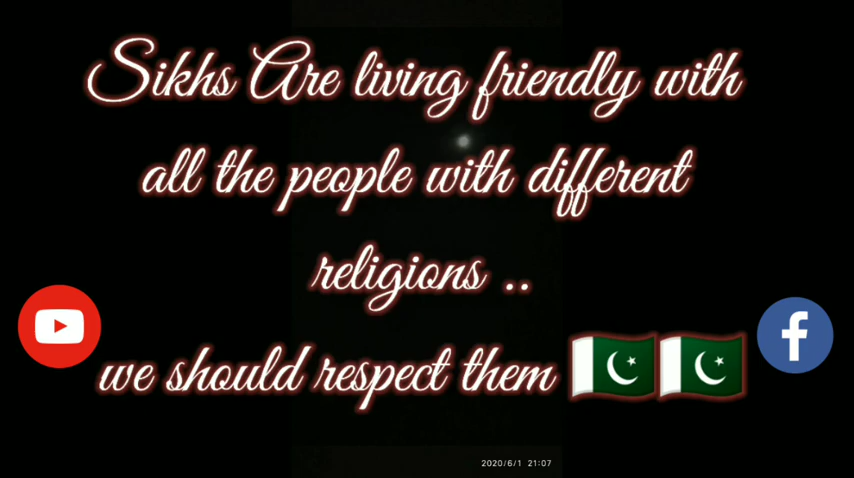 Sikhs Are living friendly with
all the people with different
religions ..
we should respect them 🇵🇰🇵🇰
2020/6/1 21:07